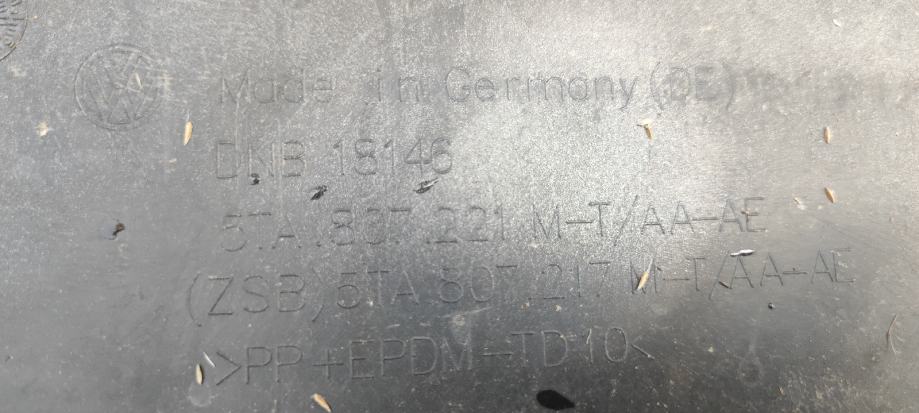 Made in Germany (DE)
DKB 18146
5TA.807.221 M-T/AA-AE
(ZSB) 5TA.807.217 M-T/AA-AE
>PP+EPDM-TD10<